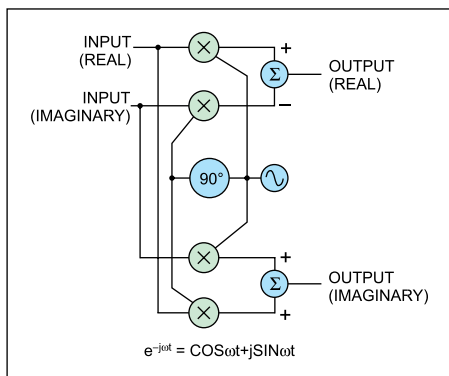 INPUT
(REAL)
INPUT
(IMAGINARY)
×
+
Σ
OUTPUT
(REAL)
×
−
90°
×
+
Σ
OUTPUT
(IMAGINARY)
×
+
e^{−jωt} = COSωt+jSINωt